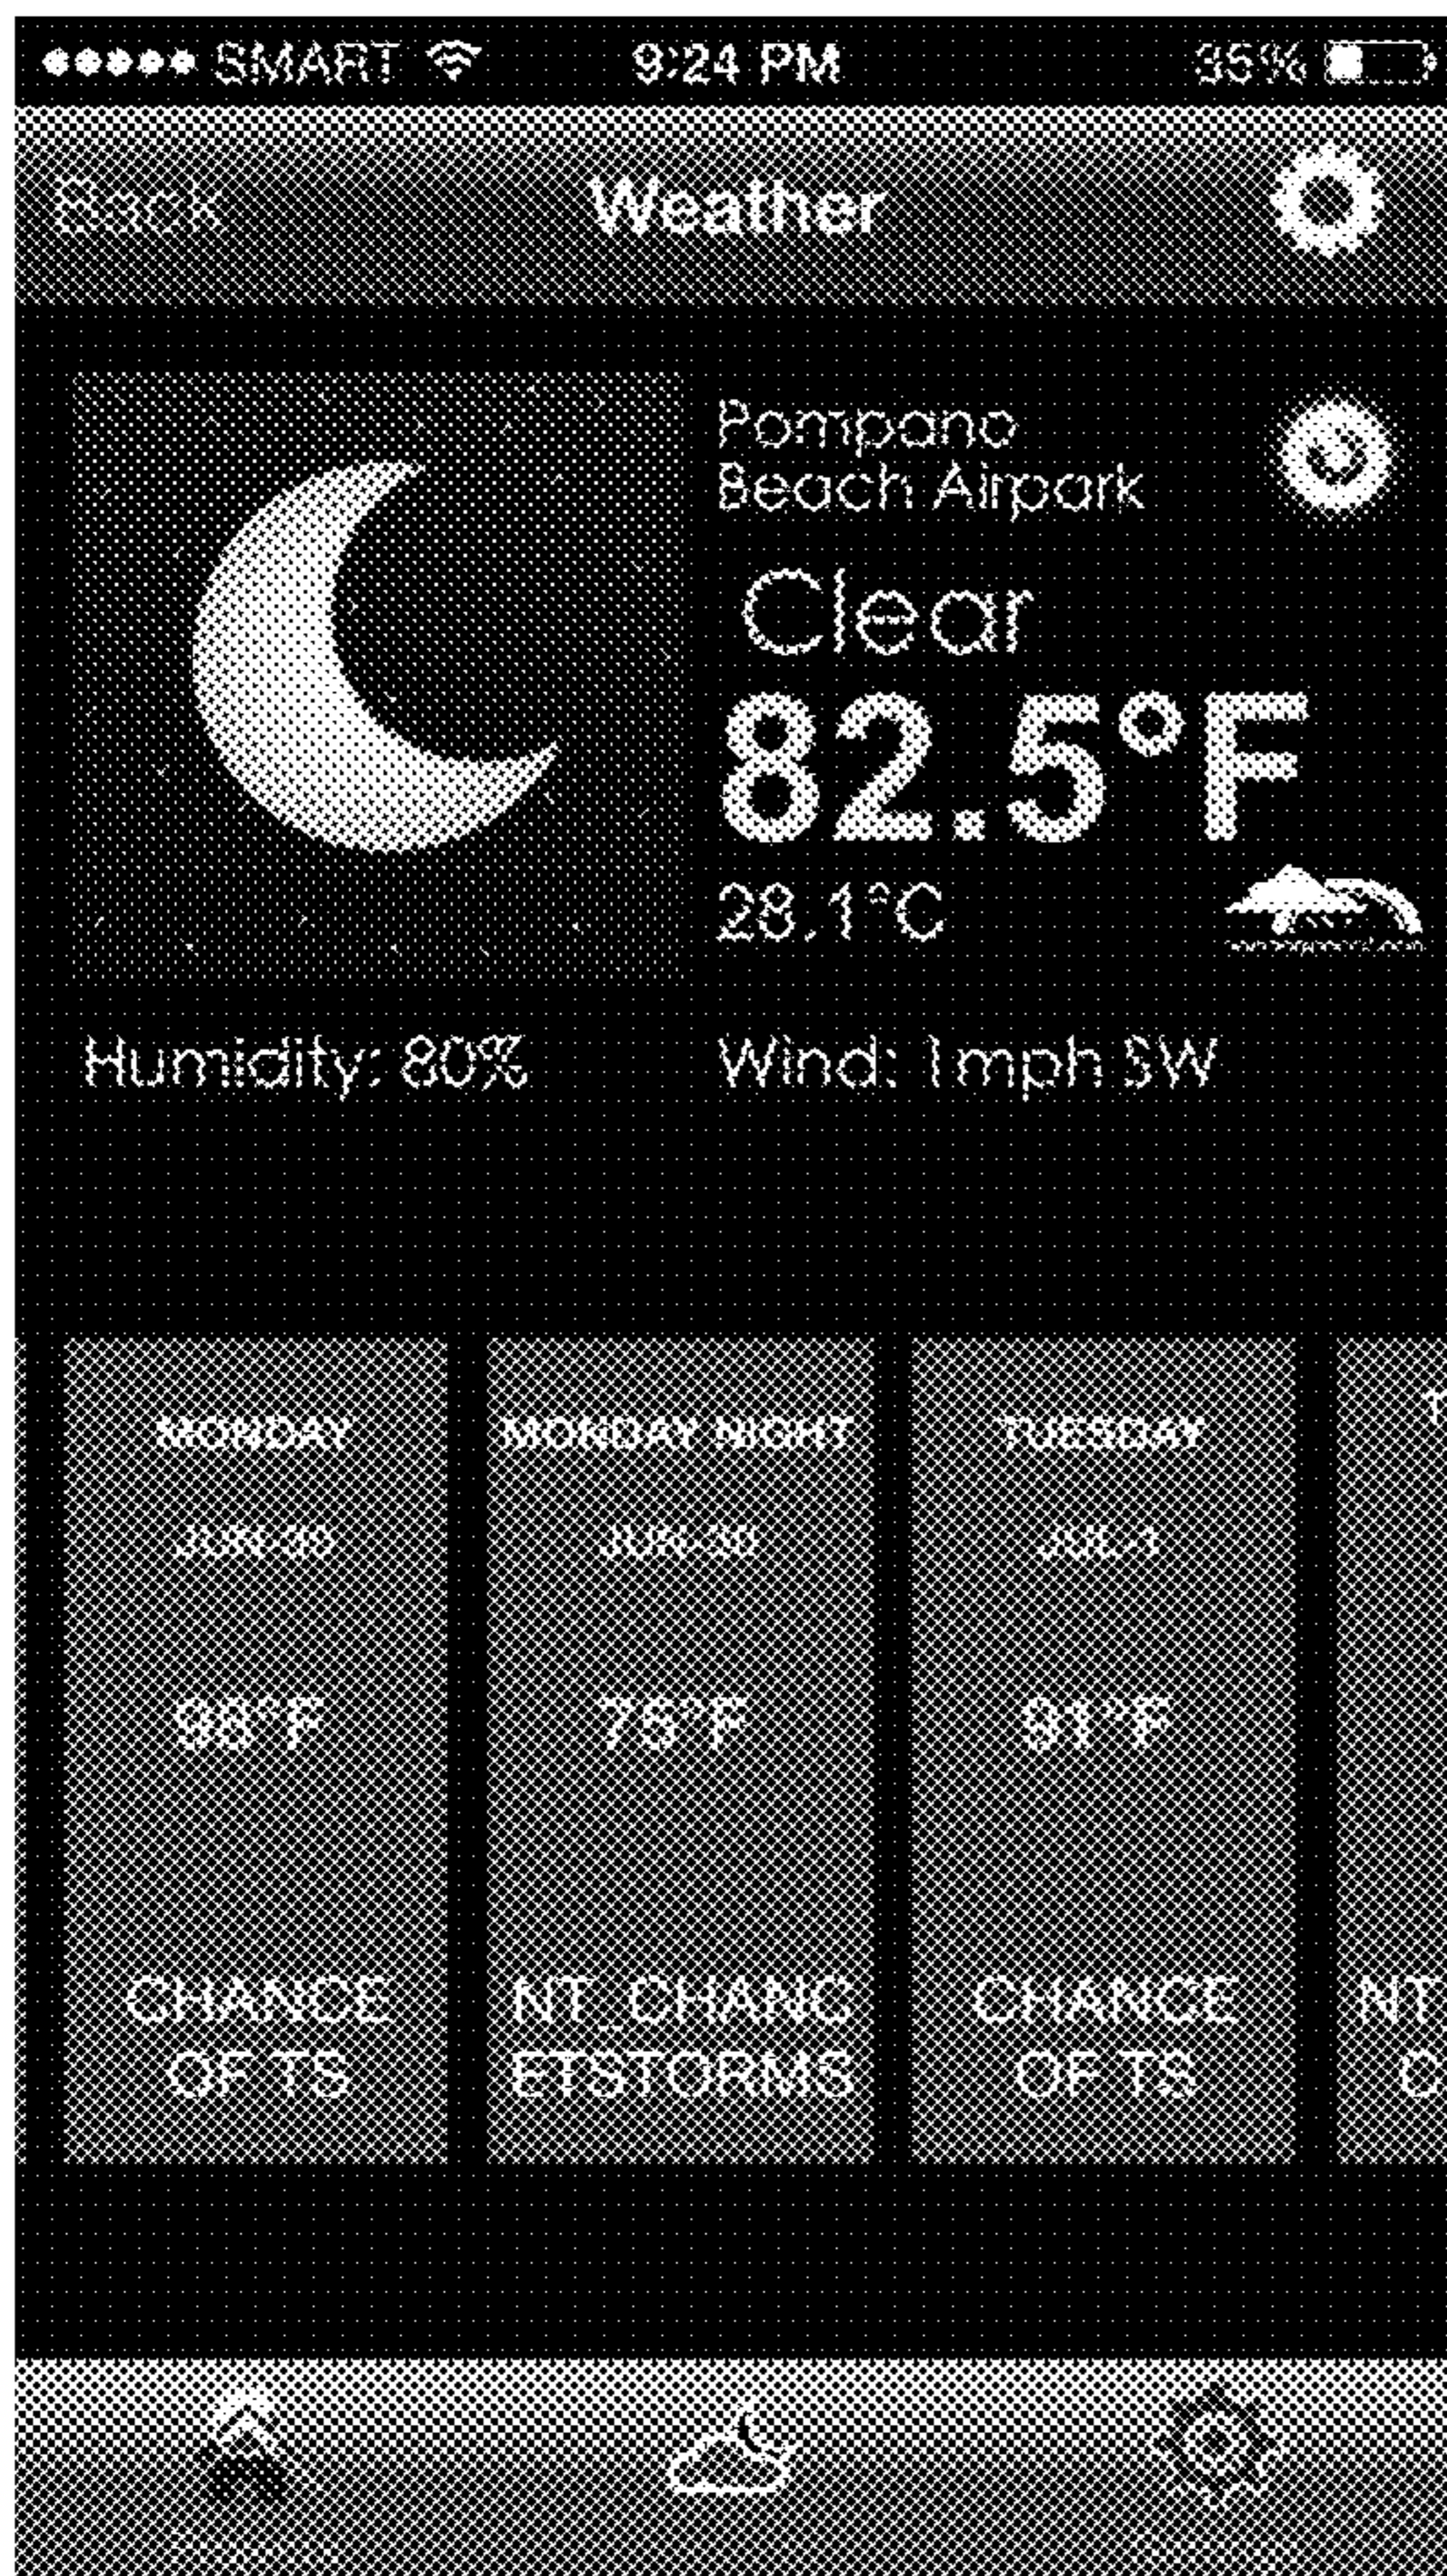 SMART 9:24 PM 35%
Back Weather
Pompano
Beach Airpark
Clear
82.5°F
28.1°C
Humidity: 80% Wind: 1mph SW
MONDAY MONDAY NIGHT TUESDAY T
JUN-30 JUN-30 JUL-1
98°F 75°F 91°F
CHANCE NT_CHANC CHANCE NT
OF TS ETSTORMS OF TS C